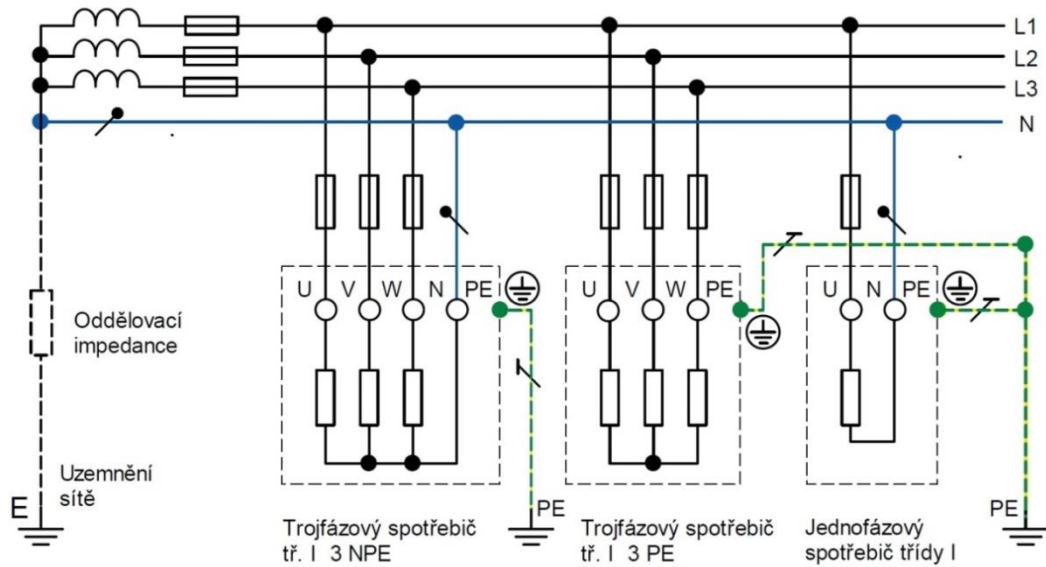 L1
L2
L3
N
U V W N PE
U V W PE
U N PE
Oddělovací
impedance
Uzemnění
sítě
E
PE
PE
Trojfázový spotřebič
tř. I 3 NPE
Trojfázový spotřebič
tř. I 3 PE
Jednofázový
spotřebič třídy I